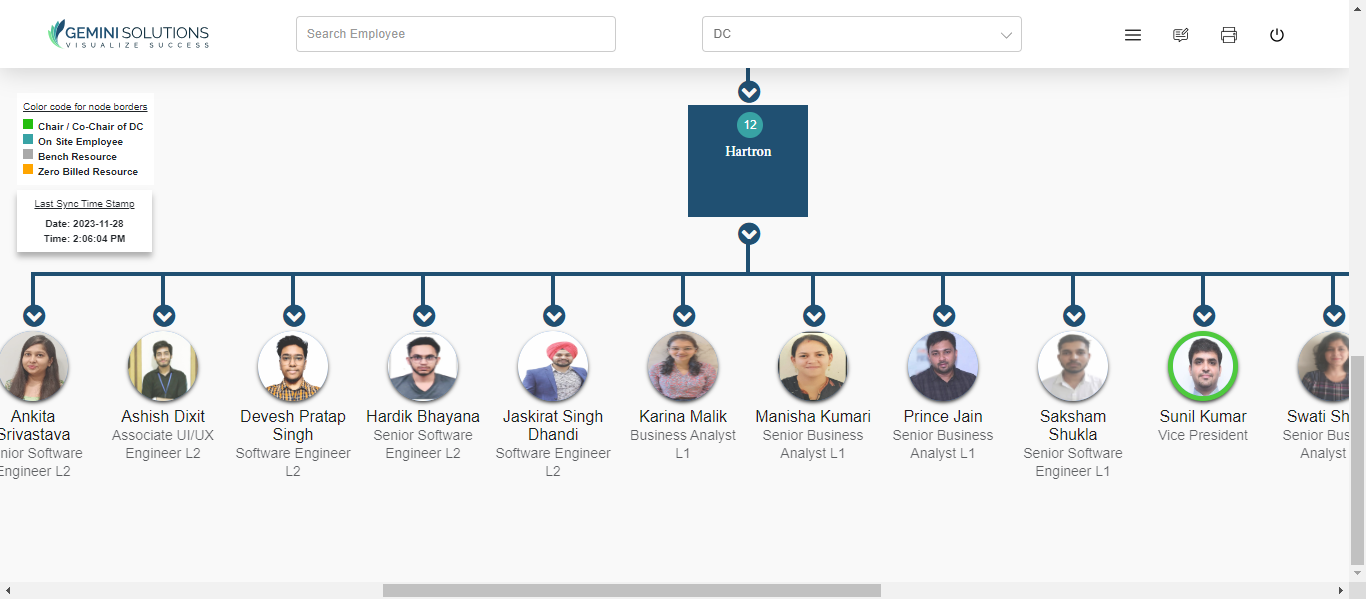 GEMINI SOLUTIONS
VISUALIZE SUCCESS
Search Employee
DC
Color code for node borders
Chair / Co-Chair of DC
On Site Employee
Bench Resource
Zero Billed Resource
Last Sync Time Stamp
Date: 2023-11-28
Time: 2:06:04 PM
12
Hartron
Ankita
Srivastava
nior Software
Engineer L2
Ashish Dixit
Associate UI/UX
Engineer L2
Devesh Pratap
Singh
Software Engineer
L2
Hardik Bhayana
Senior Software
Engineer L2
Jaskirat Singh
Dhandi
Software Engineer
L2
Karina Malik
Business Analyst
L1
Manisha Kumari
Senior Business
Analyst L1
Prince Jain
Senior Business
Analyst L1
Saksham
Shukla
Senior Software
Engineer L1
Sunil Kumar
Vice President
Swati Sh
Senior Bus
Analyst